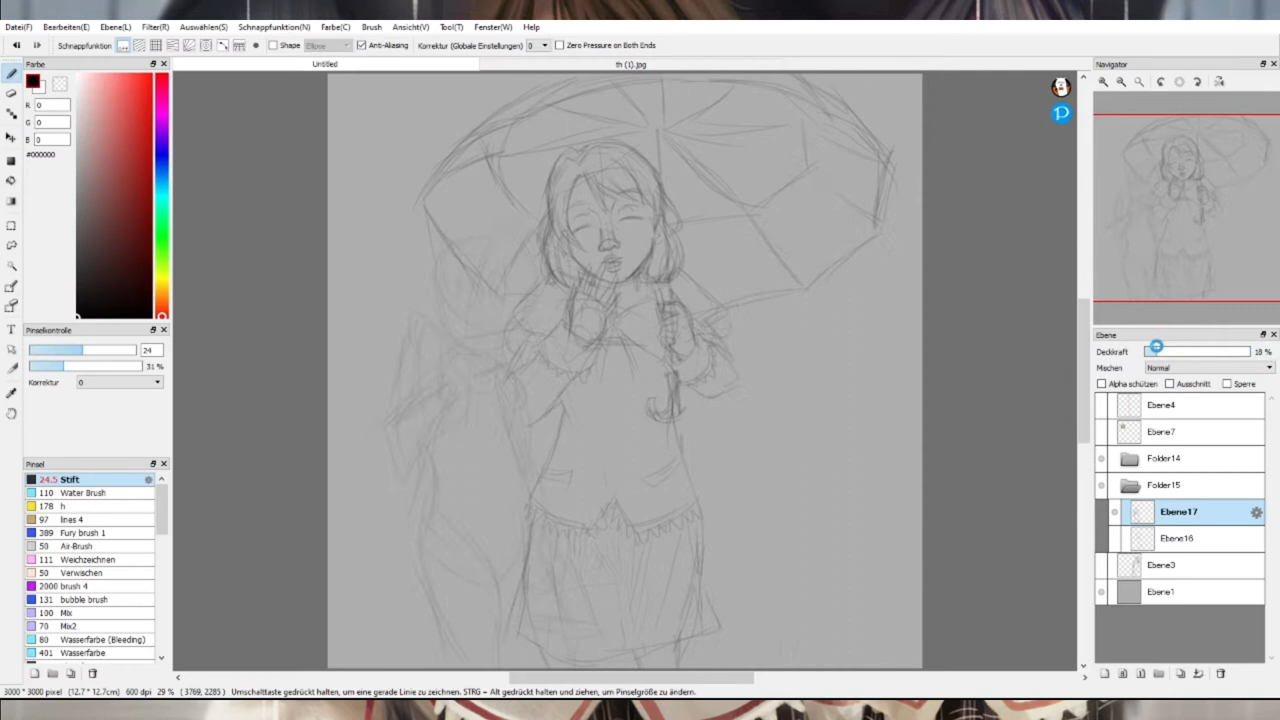 Datei(F) Bearbeiten(E) Ebene(L) Filter(R) Auswählen(S) Schnappfunktion(N) Farbe(C) Brush Ansicht(V) Tool(T) Fenster(W) Help
Schnappfunktion Shape Ellipse Anti-Aliasing Korrektur (Globale Einstellungen) 0 Zero Pressure on Both Ends
Farbe
Untitled
th (1).jpg
Navigator
R 0
G 0
B 0
#000000
Pinselkontrolle
24
31 %
Korrektur 0
Pinsel
24.5 Stift
110 Water Brush
178 h
97 lines 4
389 Fury brush 1
50 Air-Brush
111 Weichzeichnen
50 Verwischen
2000 brush 4
131 bubble brush
100 Mix
70 Mix2
80 Wasserfarbe (Bleeding)
401 Wasserfarbe
Ebene
Deckkraft 18 %
Mischen Normal
Alpha schützen Ausschnitt Sperre
Ebene4
Ebene7
Folder14
Folder15
Ebene17
Ebene16
Ebene3
Ebene1
3000 * 3000 pixel (12.7 * 12.7cm) 600 dpi 29 % ( 3769, 2285 ) Umschalttaste gedrückt halten, um eine gerade Linie zu zeichnen. STRG + Alt gedrückt halten und ziehen, um Pinselgröße zu ändern.